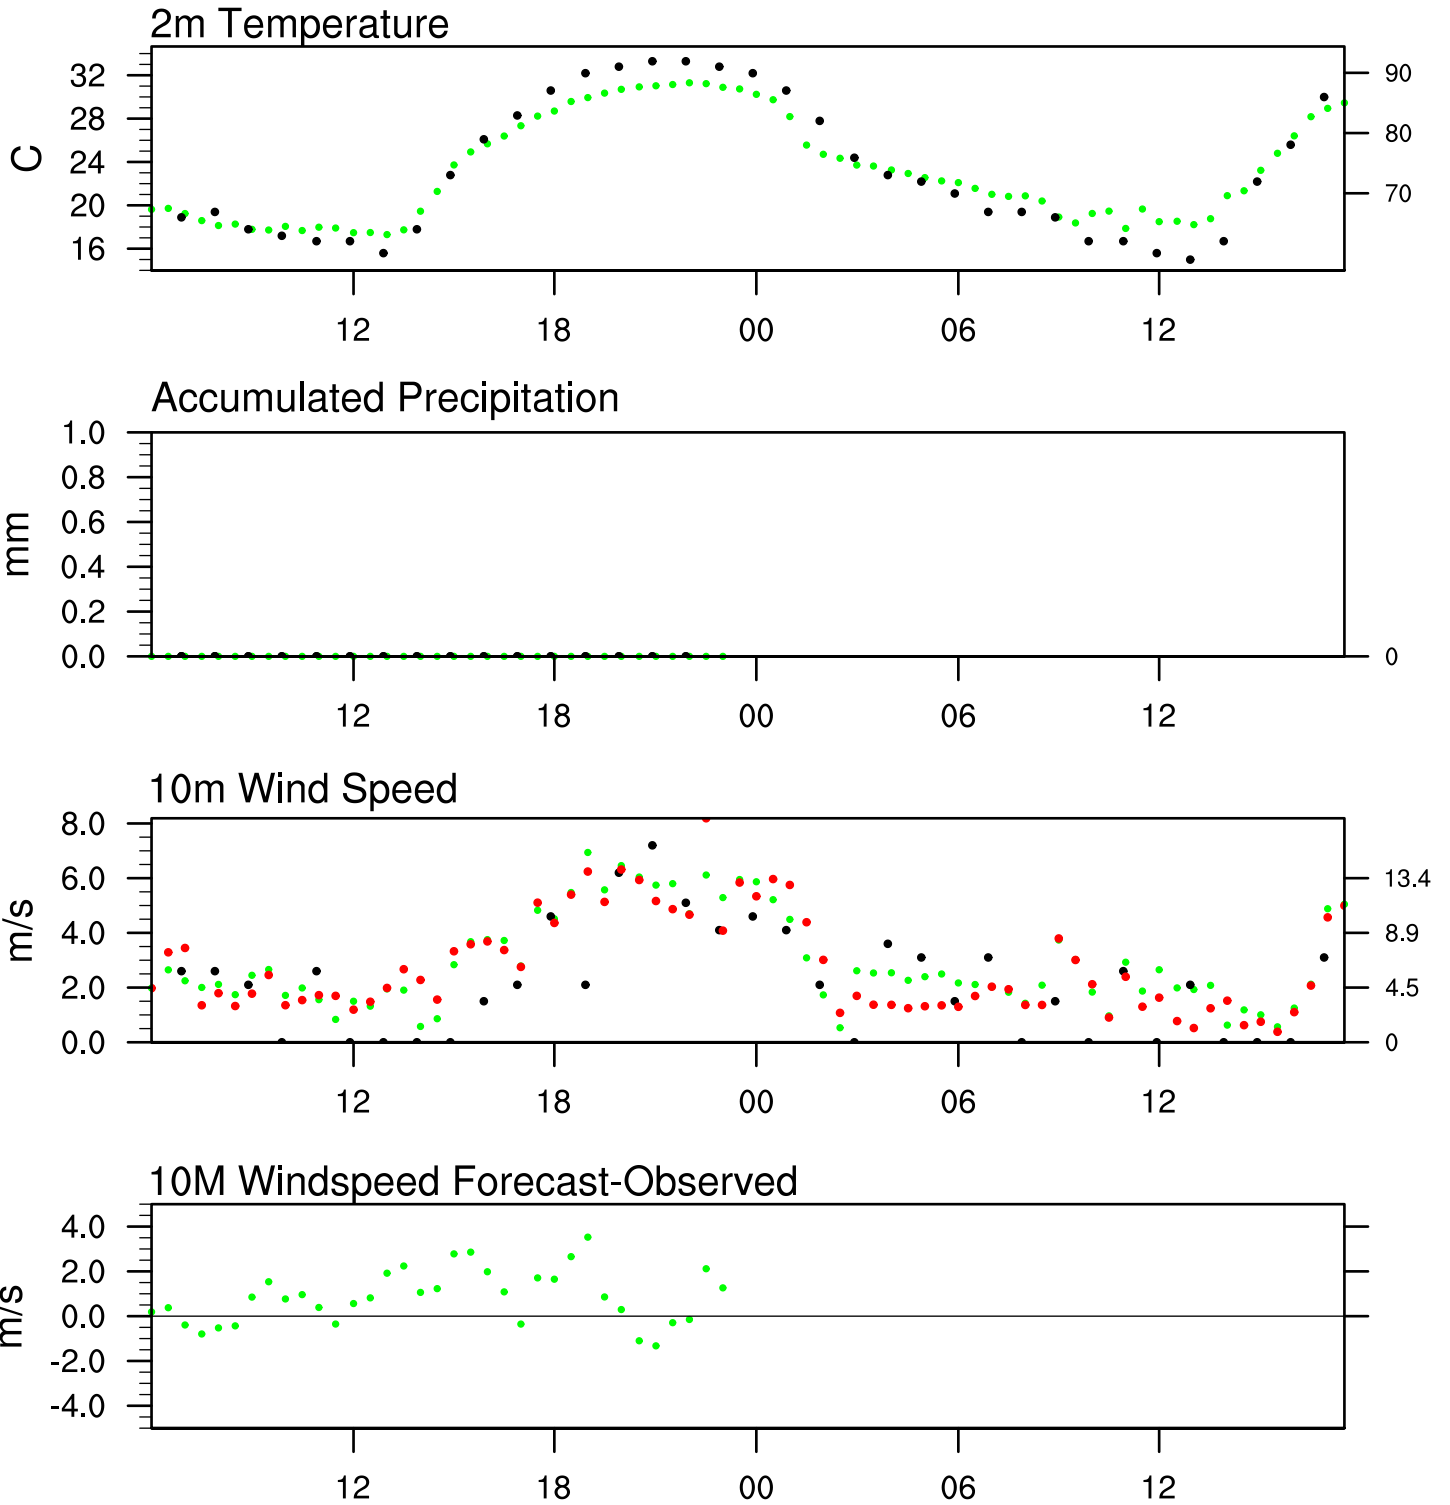 2m Temperature
32
28
24
20
16
C
90
80
70
12 18 00 06 12
Accumulated Precipitation
1.0
0.8
0.6
0.4
0.2
0.0
mm
0
12 18 00 06 12
10m Wind Speed
8.0
6.0
4.0
2.0
0.0
m/s
13.4
8.9
4.5
0
12 18 00 06 12
10M Windspeed Forecast-Observed
4.0
2.0
0.0
-2.0
-4.0
m/s
12 18 00 06 12